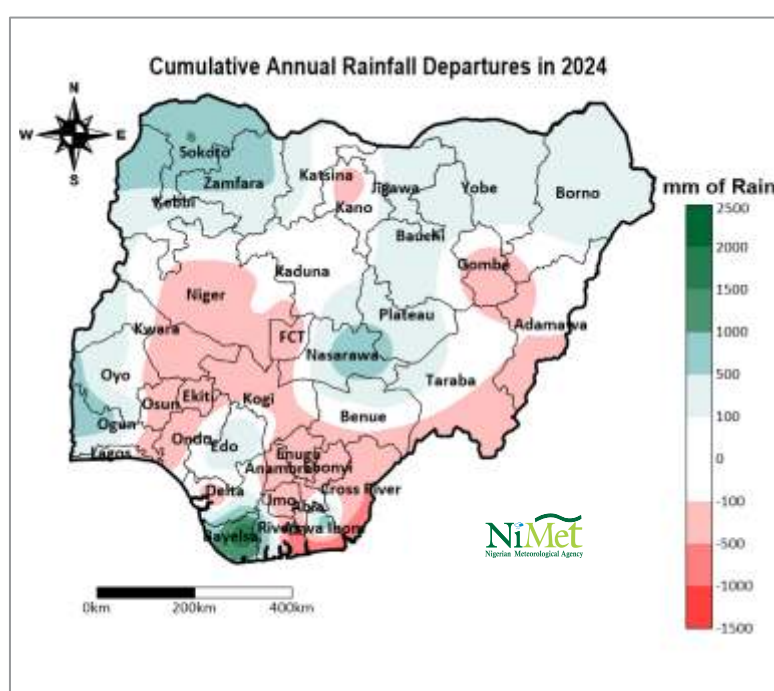 Cumulative Annual Rainfall Departures in 2024
N
W
E
S
Sokoto
Katsina
Zamfara
Jigawa
Yobe
Borno
Kebbi
Kano
Bauchi
Gombe
Kaduna
Niger
Plateau
Adamawa
Kwara
FCT
Nasarawa
Taraba
Oyo
Kogi
Ekiti
Osun
Benue
Ogun
Ondo
Edo
Lagos
Enugu
Anambra
Ebonyi
Delta
Imo
Abia
Cross River
Rivers
Akwa Ibom
Bayelsa
mm of Rain
2500
2000
1500
1000
500
100
0
-100
-500
-1000
-1500
NiMet
Nigerian Meteorological Agency
0km
200km
400km